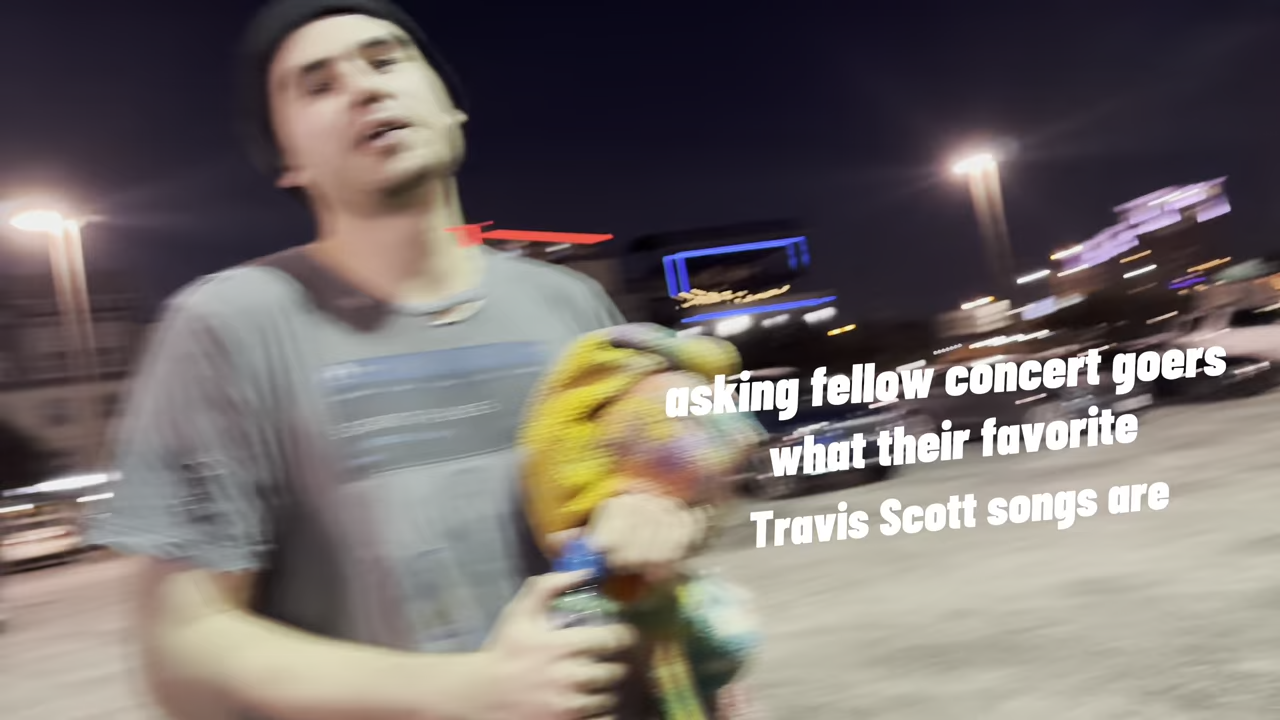 asking fellow concert goers
what their favorite
Travis Scott songs are